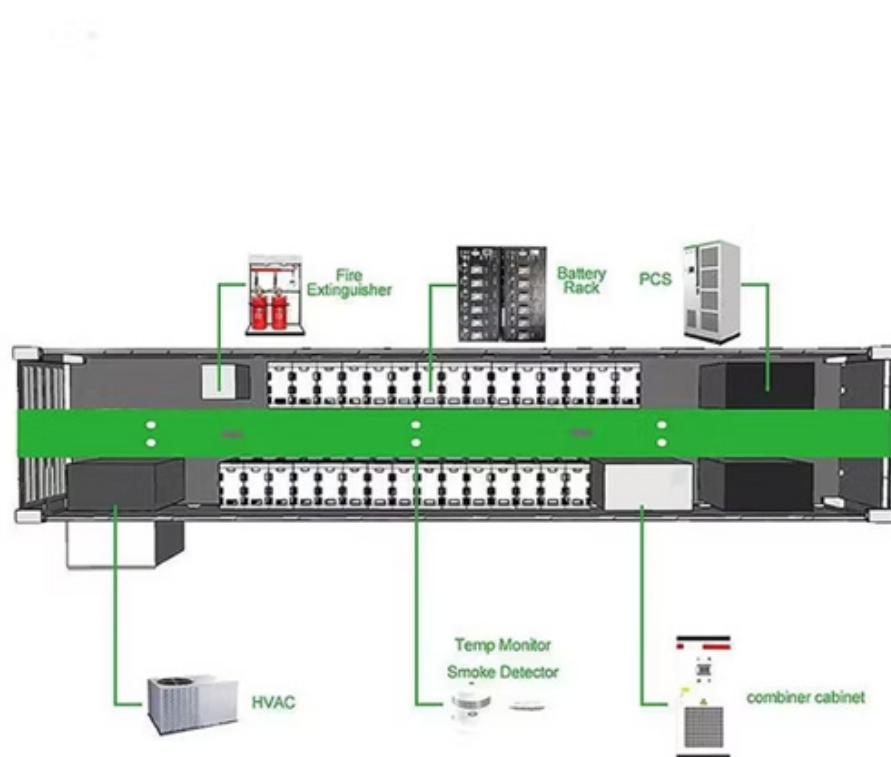 Fire
Extinguisher
Battery
Rack
PCS
Temp Monitor
Smoke Detector
HVAC
combiner cabinet